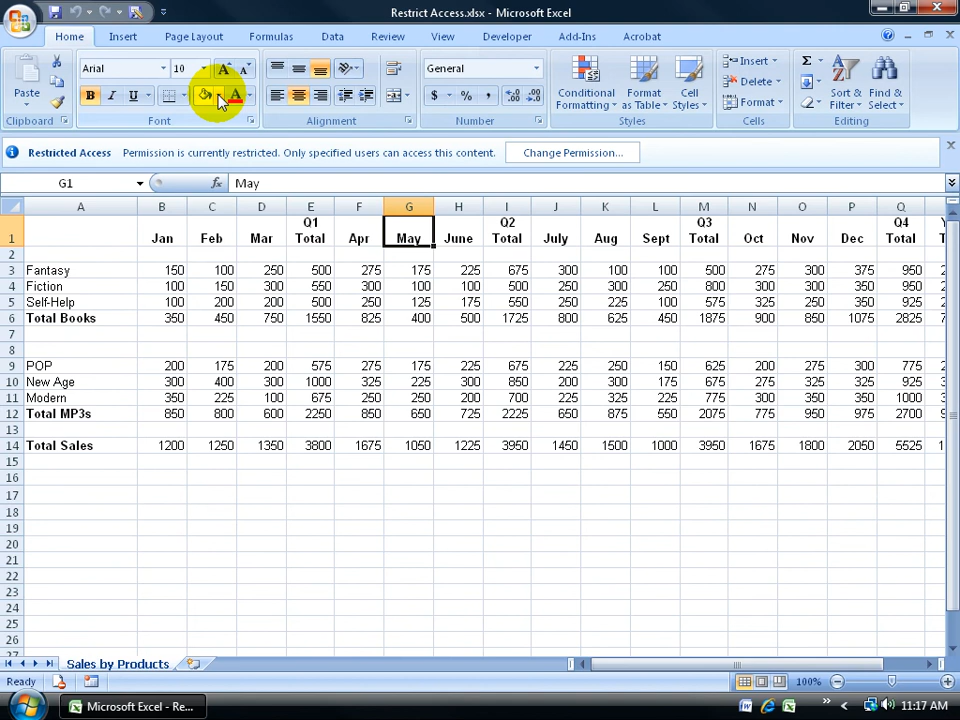 Restrict Access.xlsx - Microsoft Excel
Home Insert Page Layout Formulas Data Review View Developer Add-Ins Acrobat
Paste Arial 10 General Conditional Formatting Format as Table Cell Styles Insert Delete Format Sort & Filter Find & Select
Clipboard Font Alignment Number Styles Cells Editing
Restricted Access Permission is currently restricted. Only specified users can access this content. Change Permission...
G1 fx May
A B C D E F G H I J K L M N O P Q
1 Jan Feb Mar Q1 Total Apr May June Q2 Total July Aug Sept Q3 Total Oct Nov Dec Q4 Total
2
3 Fantasy 150 100 250 500 275 175 225 675 300 100 100 500 275 300 375 950
4 Fiction 100 150 300 550 300 100 100 500 250 300 250 800 300 300 350 950
5 Self-Help 100 200 200 500 250 125 175 550 250 225 100 575 325 250 350 925
6 Total Books 350 450 750 1550 825 400 500 1725 800 625 450 1875 900 850 1075 2825
7
8
9 POP 200 175 200 575 275 175 225 675 225 250 150 625 200 275 300 775
10 New Age 300 400 300 1000 325 225 300 850 200 300 175 675 275 325 325 925
11 Modern 350 225 100 675 250 250 200 700 225 325 225 775 300 350 350 1000
12 Total MP3s 850 800 600 2250 850 650 725 2225 650 875 550 2075 775 950 975 2700
13
14 Total Sales 1200 1250 1350 3800 1675 1050 1225 3950 1450 1500 1000 3950 1675 1800 2050 5525
15
16
17
18
19
20
21
22
23
24
25
26
Sales by Products
Ready 100%
Microsoft Excel - Re... 11:17 AM